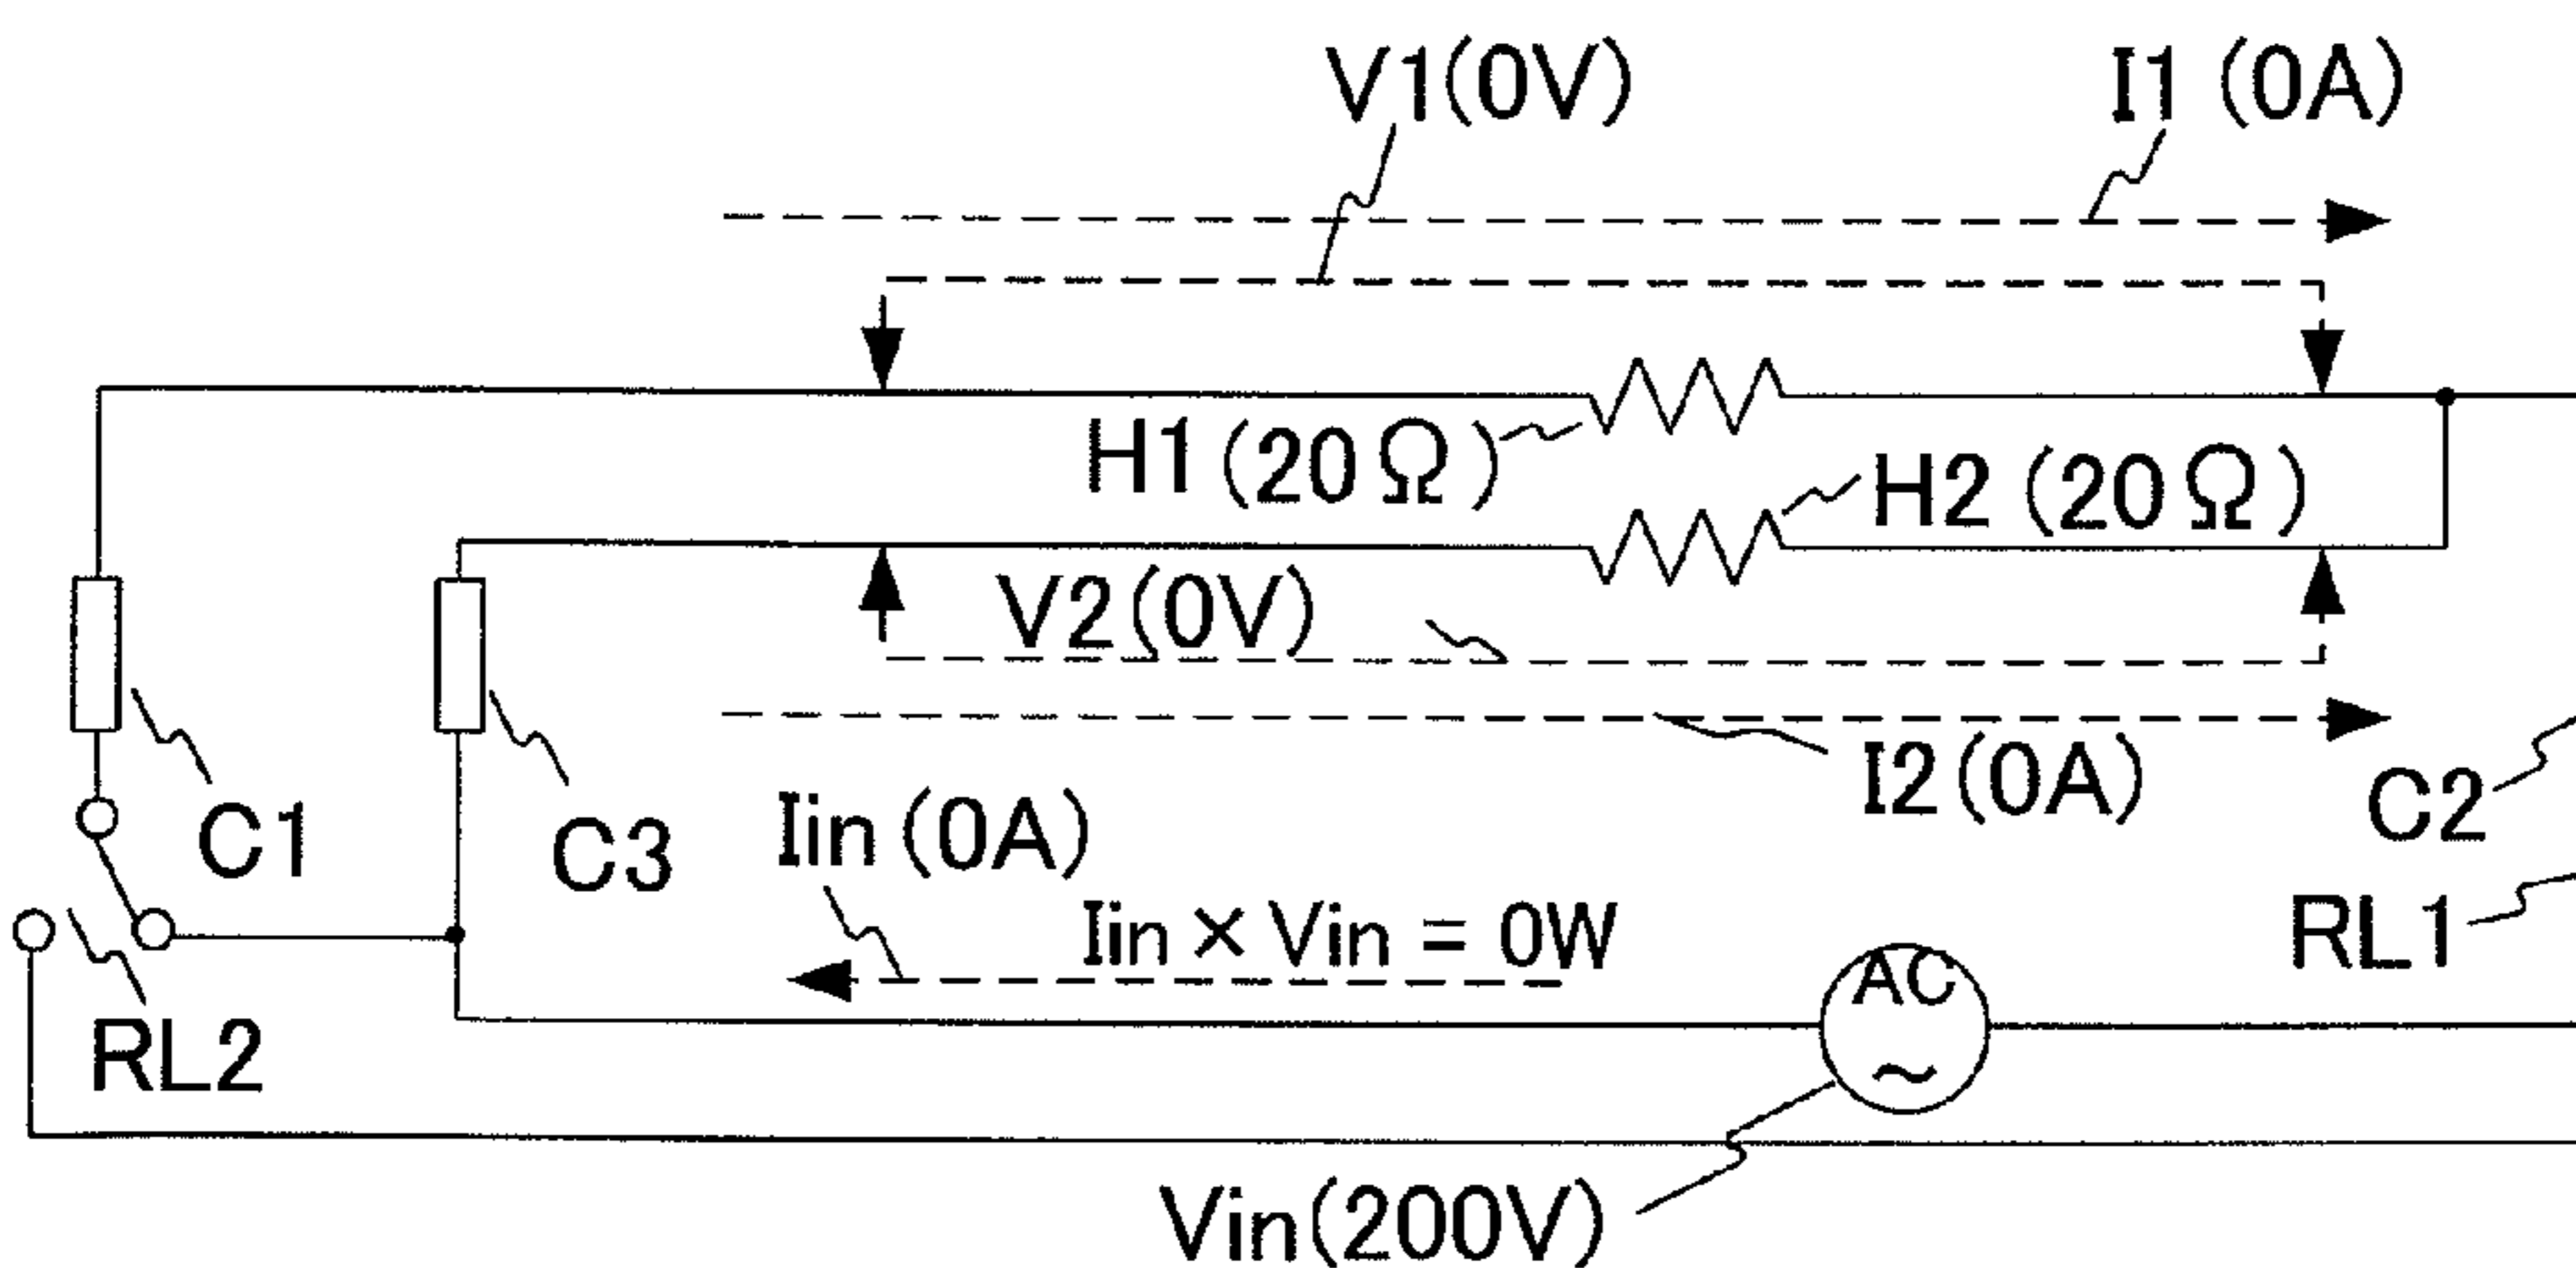 V1(0V)
I1 (0A)
H1 (20Ω)
H2 (20Ω)
V2(0V)
I2(0A)
C1
C3
C2
Iin (0A)
Iin × Vin = 0W
RL1
AC
~
RL2
Vin(200V)